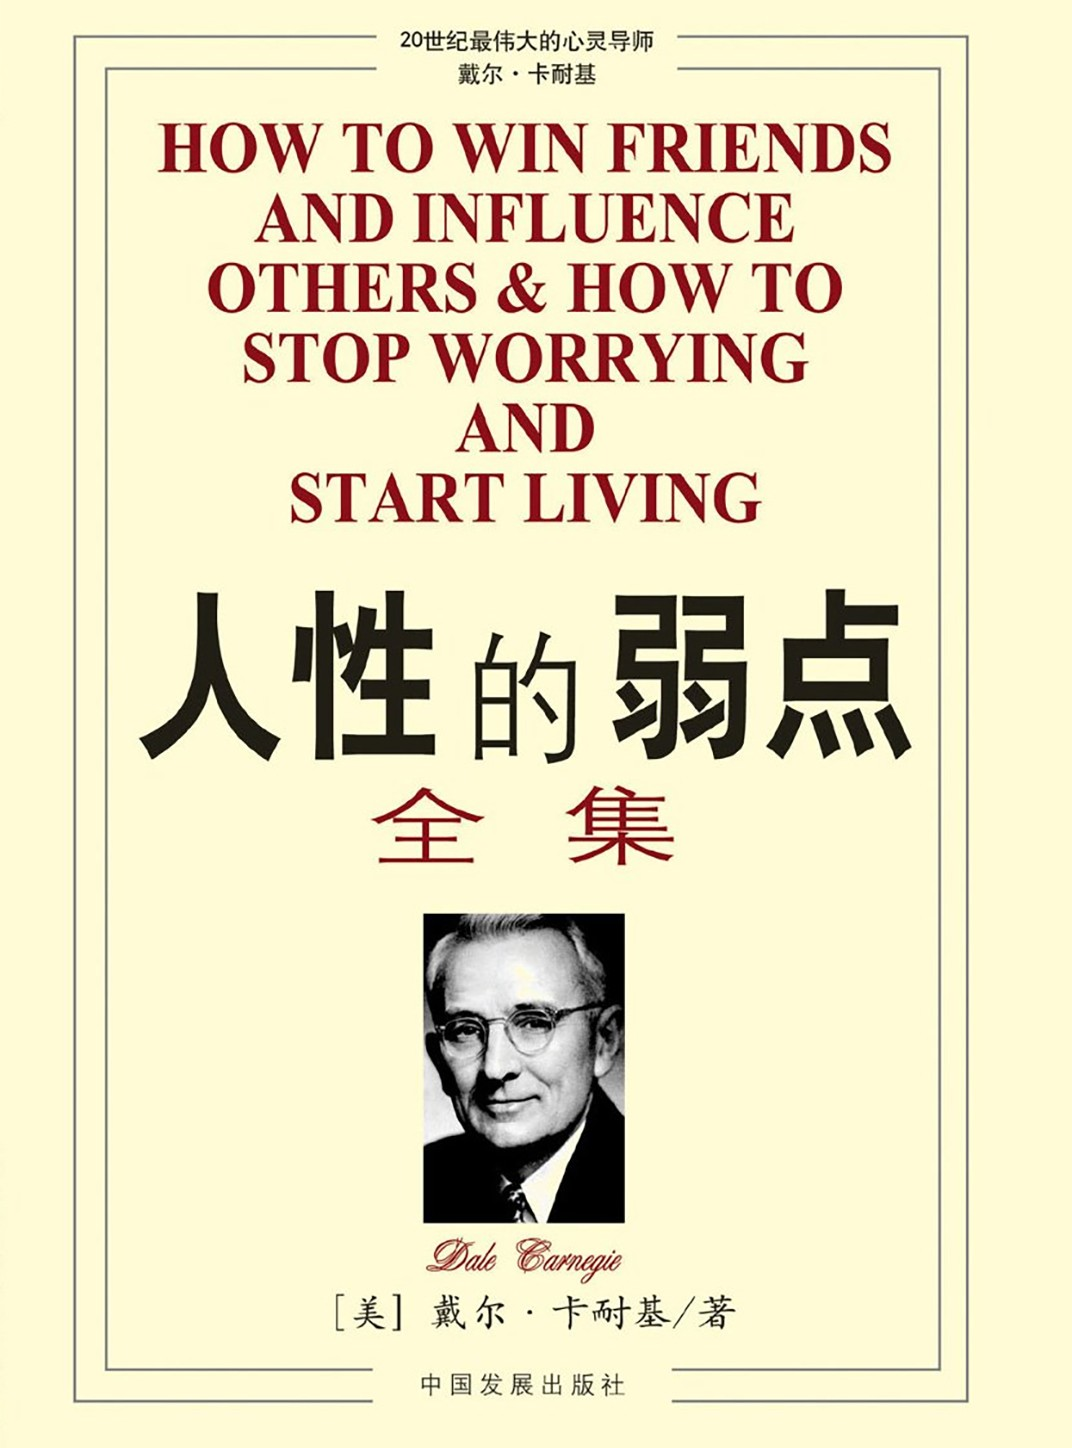 20世纪最伟大的心灵导师
戴尔·卡耐基
HOW TO WIN FRIENDS
AND INFLUENCE
OTHERS & HOW TO
STOP WORRYING
AND
START LIVING
人性的弱点
全集
Dale Carnegie
[美] 戴尔·卡耐基/著
中国发展出版社